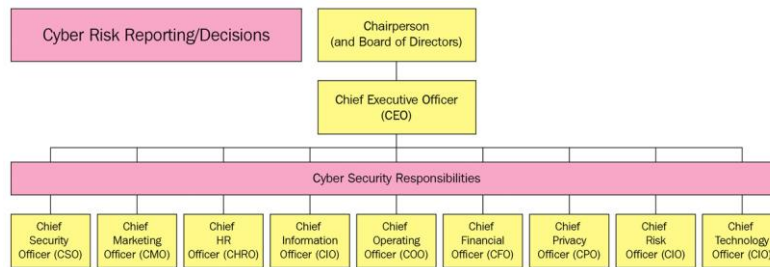 Cyber Risk Reporting/Decisions
Chairperson
(and Board of Directors)
Chief Executive Officer
(CEO)
Cyber Security Responsibilities
Chief
Security
Officer (CSO)
Chief
Marketing
Officer (CMO)
Chief
HR
Officer (CHRO)
Chief
Information
Officer (CIO)
Chief
Operating
Officer (COO)
Chief
Financial
Officer (CFO)
Chief
Privacy
Officer (CPO)
Chief
Risk
Officer (CIO)
Chief
Technology
Officer (CIO)